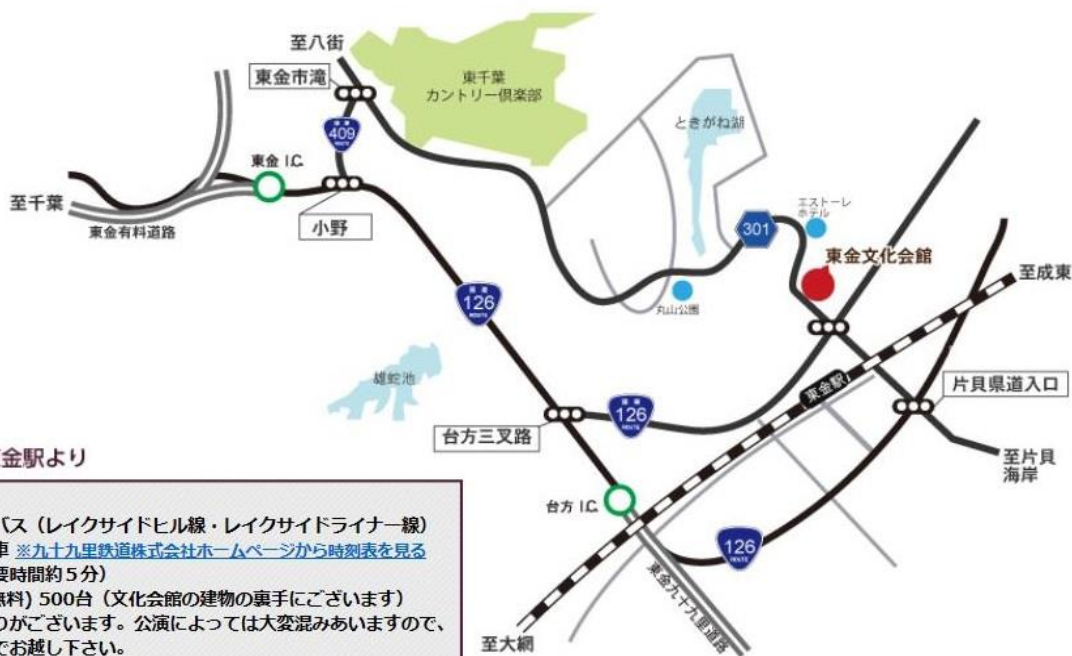 至八街
東金市滝
東千葉
カントリー倶楽部
ときがね湖
409
ROUTE
東金 I.C.
至千葉
東金有料道路
小野
エストーレ
ホテル
301
東金文化会館
至成東
丸山公園
国道
126
ROUTE
雄蛇池
東金駅
片貝県道入口
国道
126
ROUTE
台方三叉路
至片貝
海岸
台方 I.C.
126
ROUTE
東金九十九里道路
至大網
金駅より
バス（レイクサイドヒル線・レイクサイドライナー線）
車 ※九十九里鉄道株式会社ホームページから時刻表を見る
要時間約５分）
無料) 500台（文化会館の建物の裏手にございます）
りがございます。公演によっては大変混みあいますので、
でお越し下さい。